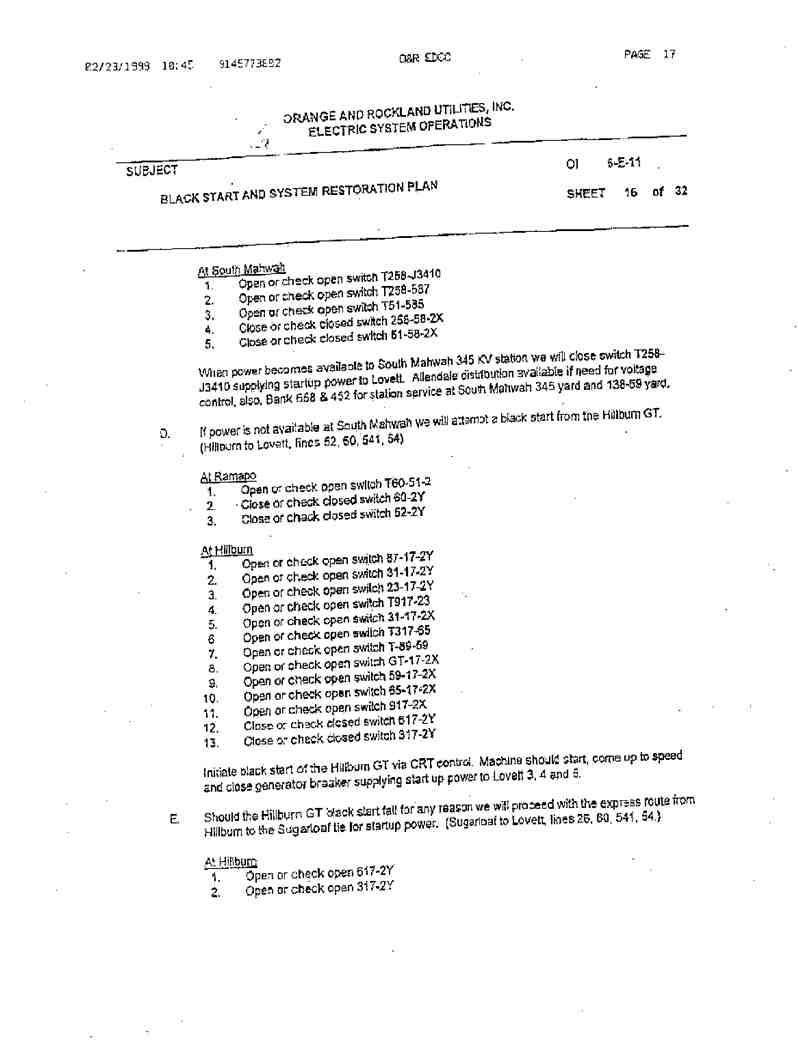 02/23/1999 10:45 9145773892 O&R EDCC PAGE 17
ORANGE AND ROCKLAND UTILITIES, INC.
ELECTRIC SYSTEM OPERATIONS
SUBJECT
OI 6-E-11
BLACK START AND SYSTEM RESTORATION PLAN
SHEET 16 of 32
At South Mahwah
1. Open or check open switch T258-J3410
2. Open or check open switch T258-587
3. Open or check open switch T51-585
4. Close or check closed switch 258-58-2X
5. Close or check closed switch 51-58-2X
When power becomes available to South Mahwah 345 KV station we will close switch T258-
J3410 supplying startup power to Lovett. Allendale distribution available if need for voltage
control, also, Bank 658 & 452 for station service at South Mahwah 345 yard and 138-69 yard.
D. If power is not available at South Mahwah we will attempt a black start from the Hillburn GT.
(Hillburn to Lovett, lines 52, 60, 541, 54)
At Ramapo
1. Open or check open switch T60-51-2
2. Close or check closed switch 60-2Y
3. Close or check closed switch 52-2Y
At Hillburn
1. Open or check open switch 87-17-2Y
2. Open or check open switch 31-17-2Y
3. Open or check open switch 23-17-2Y
4. Open or check open switch T917-23
5. Open or check open switch 31-17-2X
6 Open or check open switch T317-65
7. Open or check open switch T-89-59
8. Open or check open switch GT-17-2X
9. Open or check open switch 59-17-2X
10. Open or check open switch 65-17-2X
11. Open or check open switch 917-2X
12. Close or check closed switch 617-2Y
13. Close or check closed switch 317-2Y
Initiate black start of the Hillburn GT via CRT control. Machine should start, come up to speed
and close generator breaker supplying start up power to Lovett 3, 4 and 5.
E. Should the Hillburn GT black start fail for any reason we will proceed with the express route from
Hillburn to the Sugarloaf tie for startup power. (Sugarloaf to Lovett, lines 26, 60, 541, 54.)
At Hillburn
1. Open or check open 617-2Y
2. Open or check open 317-2Y